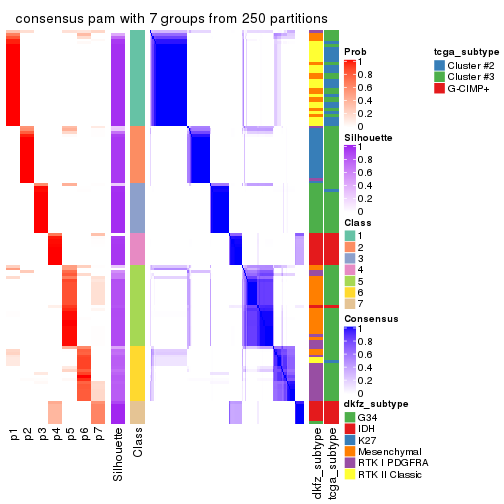 consensus pam with 7 groups from 250 partitions
p1
p2
p3
p4
p5
p6
p7
Silhouette
Class
dkfz_subtype
tcga_subtype
Prob
1
0.8
0.6
0.4
0.2
0
Silhouette
1
0.8
0.6
0.4
0.2
0
Class
1
2
3
4
5
6
7
Consensus
1
0.8
0.6
0.4
0.2
0
dkfz_subtype
G34
IDH
K27
Mesenchymal
RTK I PDGFRA
RTK II Classic
tcga_subtype
Cluster #2
Cluster #3
G-CIMP+